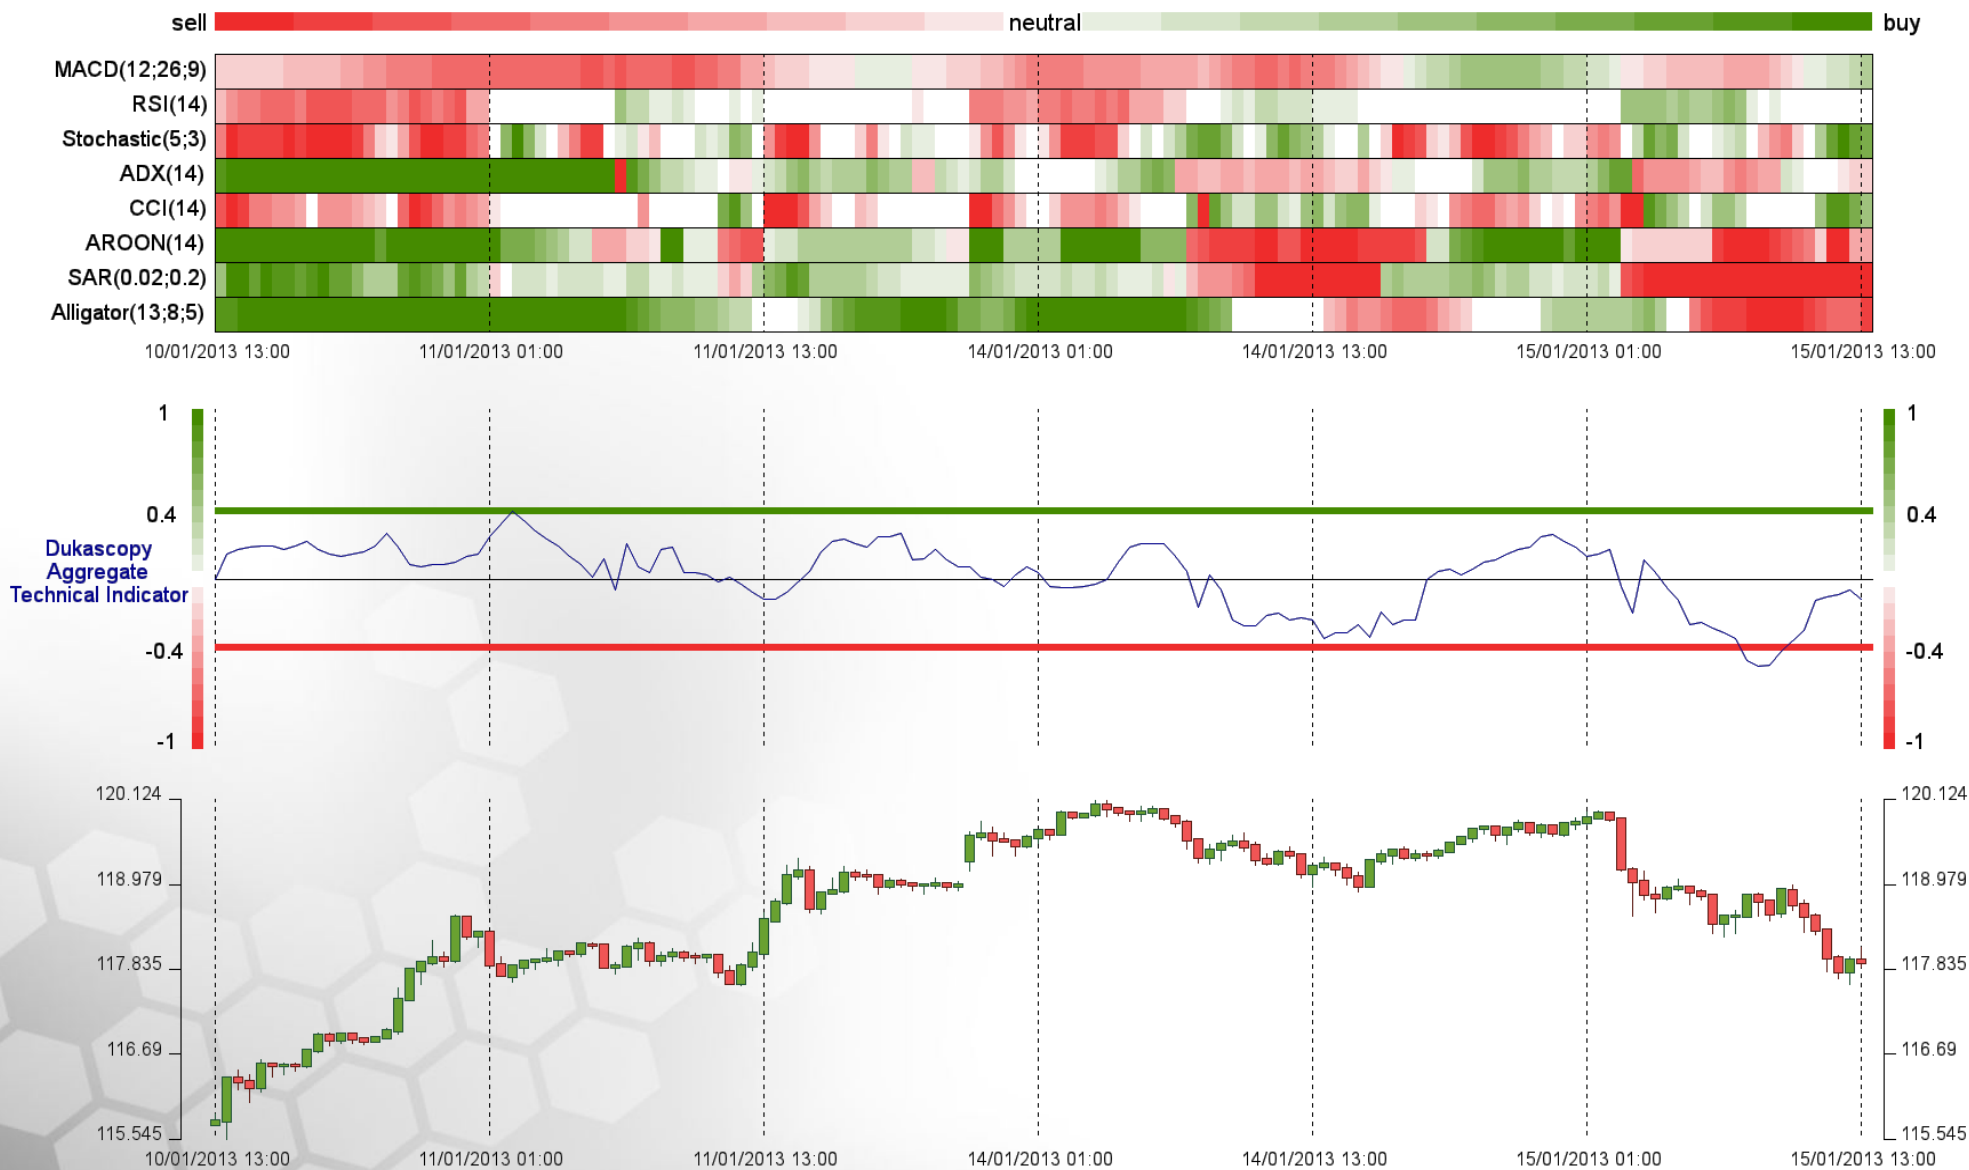 sell neutral buy
MACD(12;26;9)
RSI(14)
Stochastic(5;3)
ADX(14)
CCI(14)
AROON(14)
SAR(0.02;0.2)
Alligator(13;8;5)
10/01/2013 13:00 11/01/2013 01:00 11/01/2013 13:00 14/01/2013 01:00 14/01/2013 13:00 15/01/2013 01:00 15/01/2013 13:00
1 1
0.4 0.4
Dukascopy
Aggregate
Technical Indicator
-0.4 -0.4
-1 -1
120.124 120.124
118.979 118.979
117.835 117.835
116.69 116.69
115.545 115.545
10/01/2013 13:00 11/01/2013 01:00 11/01/2013 13:00 14/01/2013 01:00 14/01/2013 13:00 15/01/2013 01:00 15/01/2013 13:00